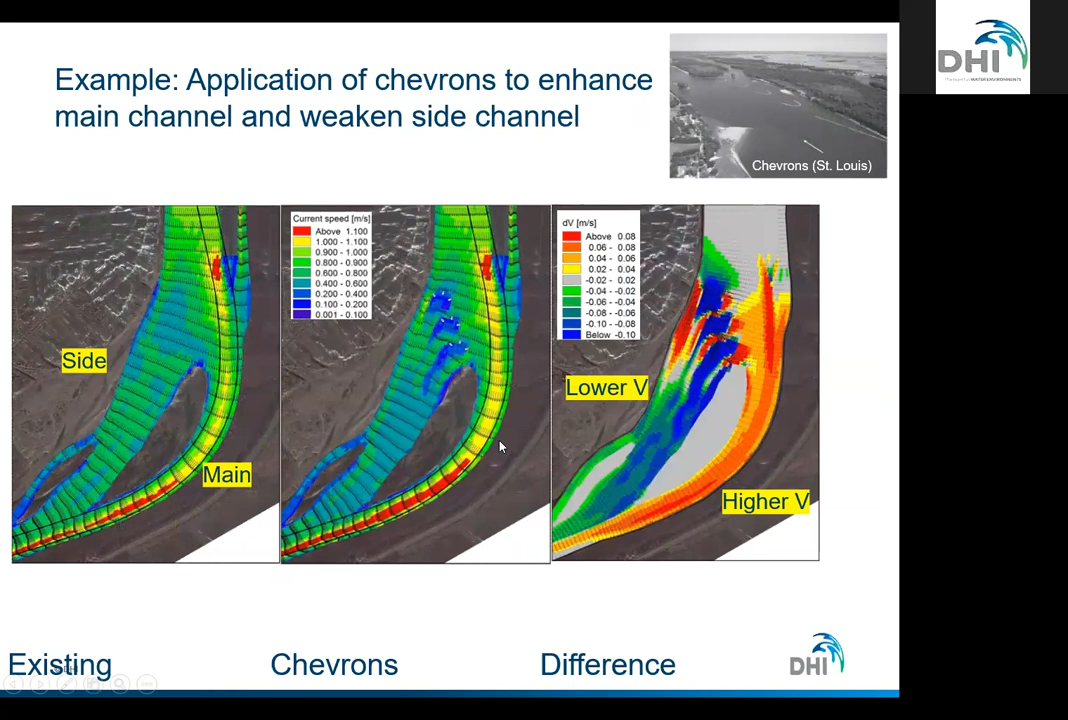 Example: Application of chevrons to enhance
main channel and weaken side channel
Chevrons (St. Louis)
DHI
Side
Main
Current speed [m/s]
Above 1.100
1.000 - 1.100
0.900 - 1.000
0.800 - 0.900
0.600 - 0.800
0.400 - 0.600
0.200 - 0.400
0.100 - 0.200
0.001 - 0.100
dV [m/s]
Above 0.08
0.06 - 0.08
0.04 - 0.06
0.02 - 0.04
-0.02 - 0.02
-0.04 - -0.02
-0.06 - -0.04
-0.08 - -0.06
-0.10 - -0.08
Below -0.10
Lower V
Higher V
Existing
Chevrons
Difference
DHI